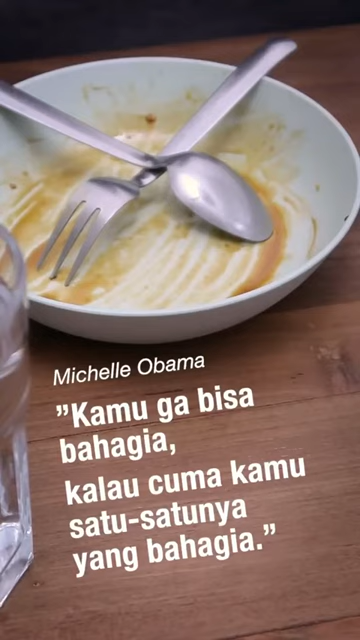 Michelle Obama
”Kamu ga bisa
bahagia,
kalau cuma kamu
satu-satunya
yang bahagia.”